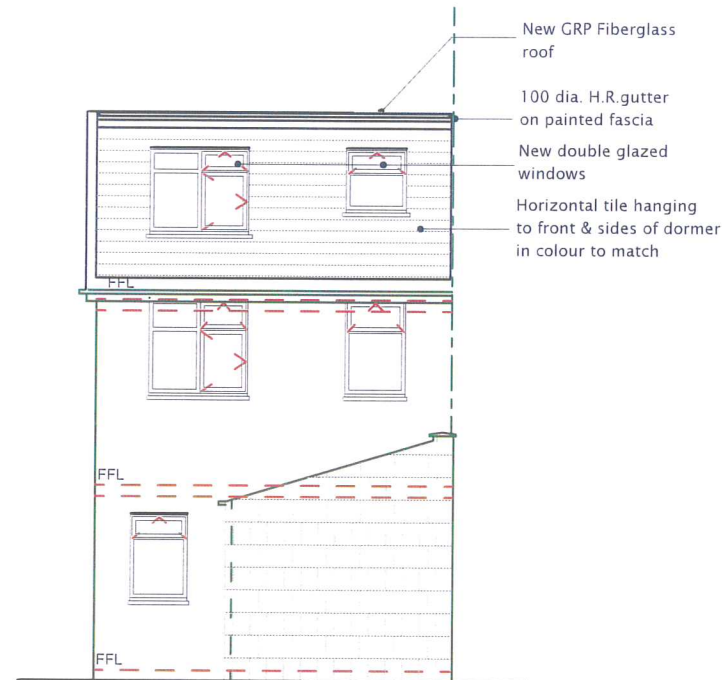 New GRP Fiberglass
roof
100 dia. H.R.gutter
on painted fascia
New double glazed
windows
Horizontal tile hanging
to front & sides of dormer
in colour to match
FFL
FFL
FFL